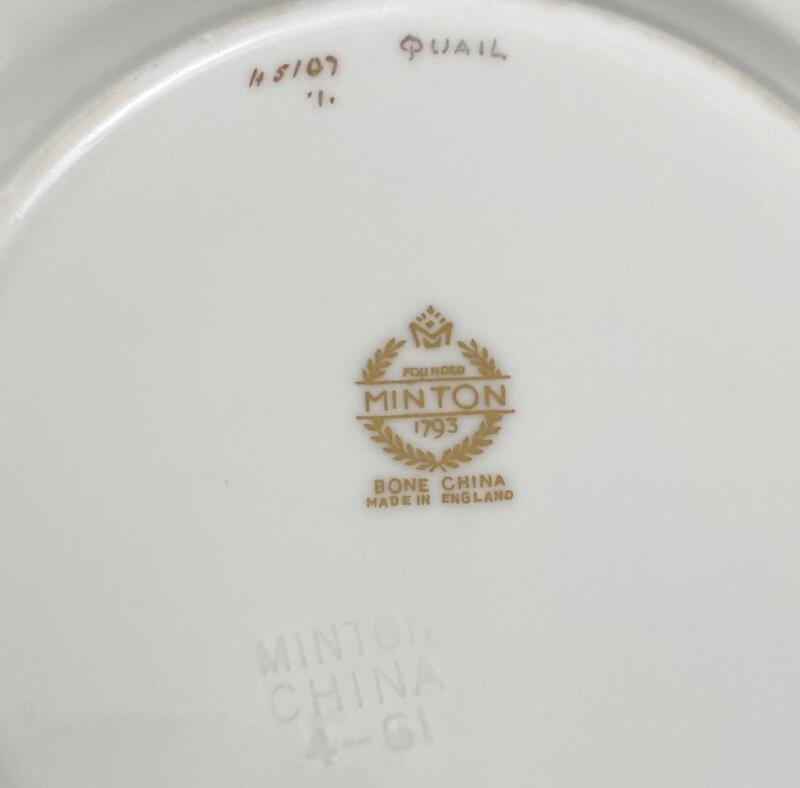 H5107 QUAIL
'1.
M
FOUNDED
MINTON
1793
BONE CHINA
MADE IN ENGLAND
MINTON
CHINA
4-61